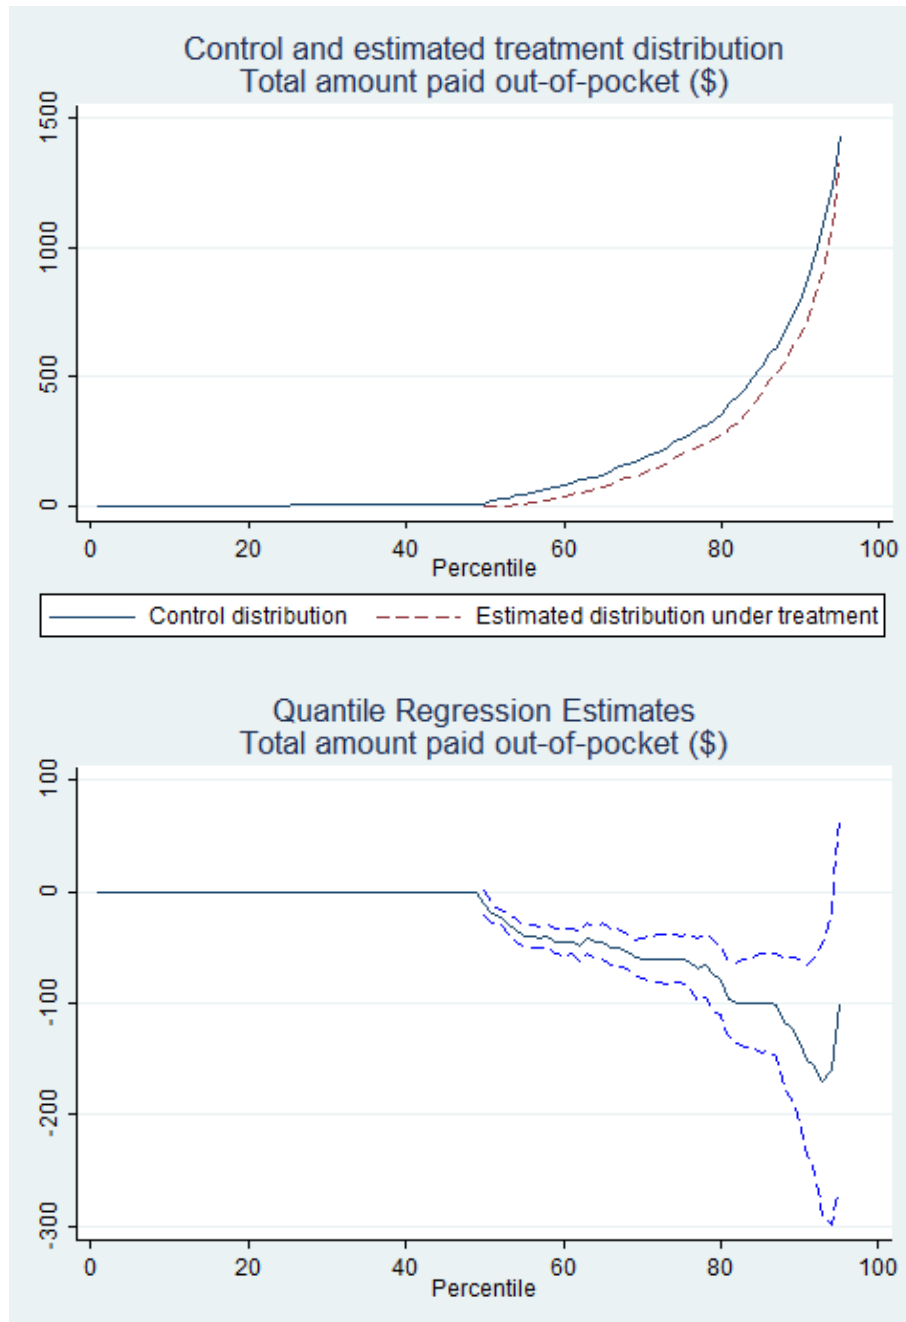 Control and estimated treatment distribution
Total amount paid out-of-pocket ($)
1500
1000
500
0
0 20 40 60 80 100
Percentile
Control distribution Estimated distribution under treatment
Quantile Regression Estimates
Total amount paid out-of-pocket ($)
100
0
-100
-200
-300
0 20 40 60 80 100
Percentile